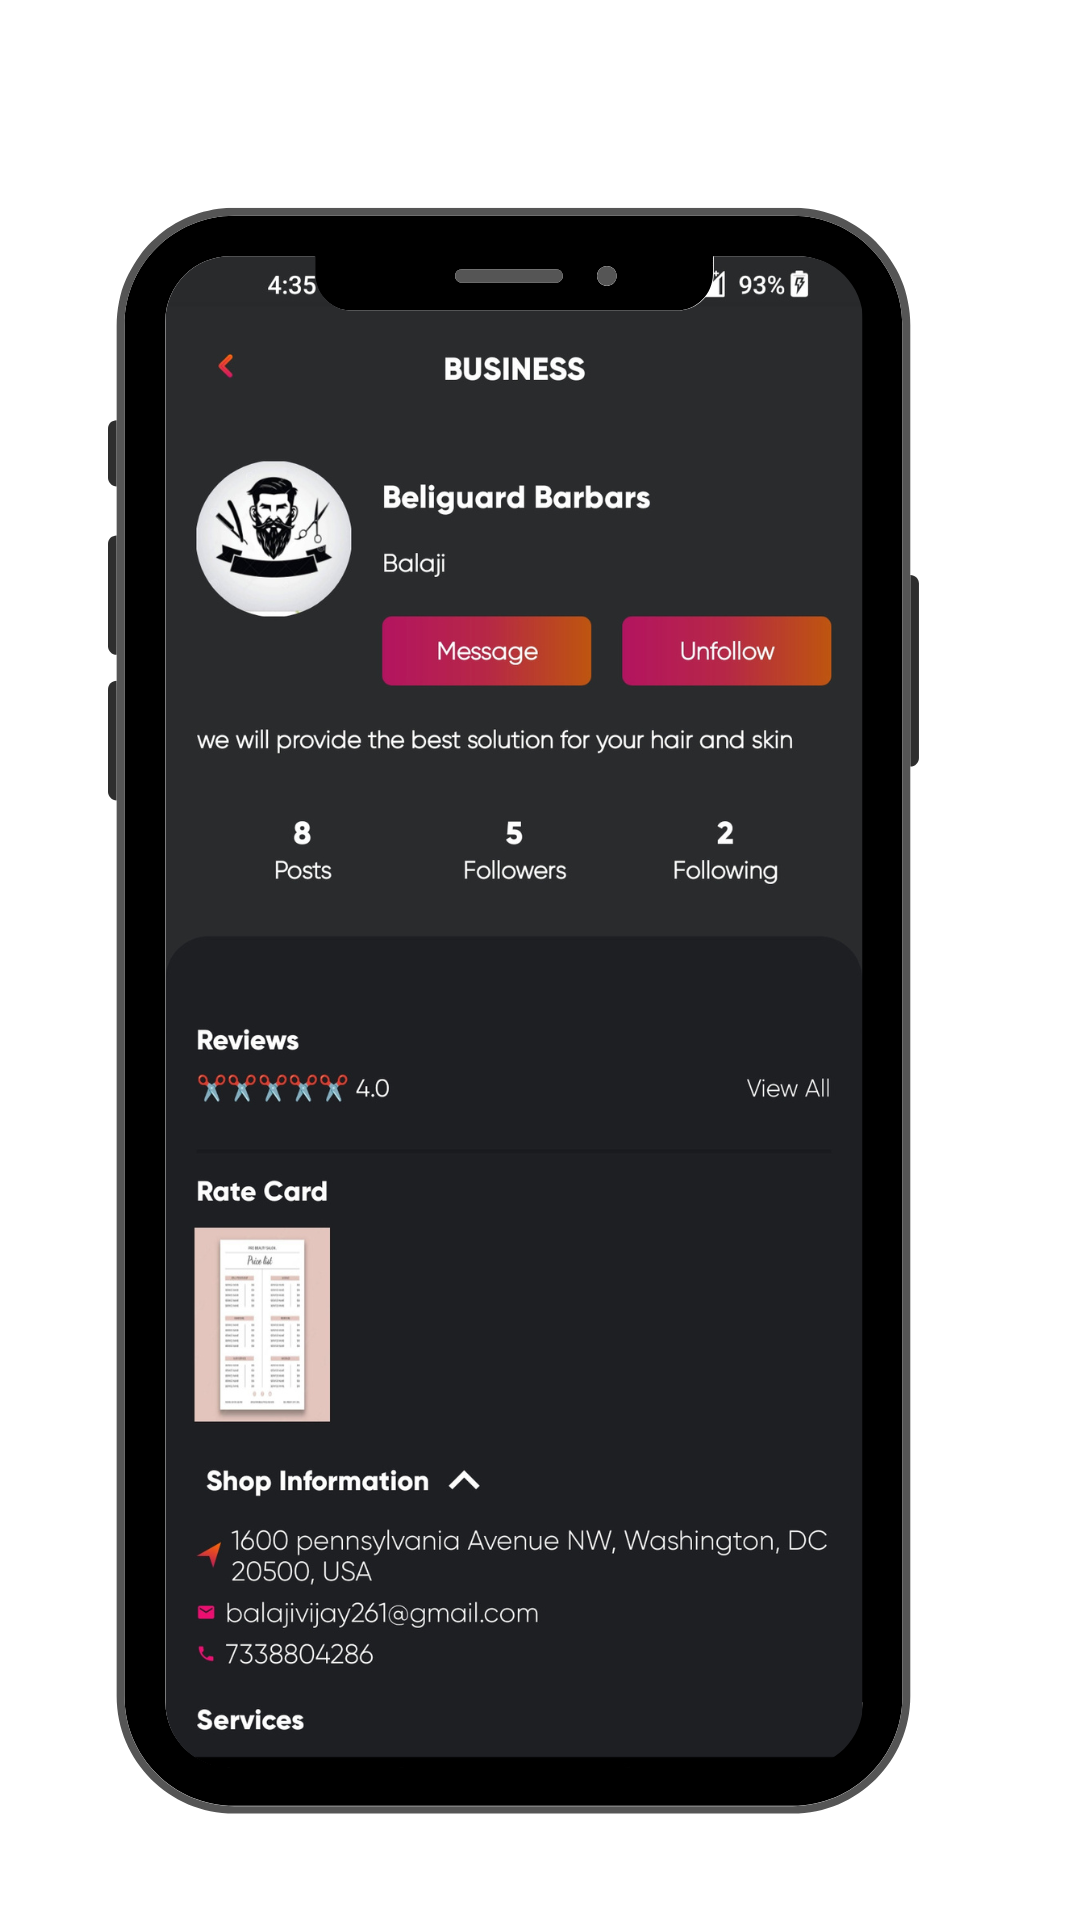 4:35
93%
BUSINESS
Beliguard Barbars
Balaji
Message
Unfollow
we will provide the best solution for your hair and skin
8
5
2
Posts
Followers
Following
Reviews
4.0
View All
Rate Card
Price list
Shop Information
1600 pennsylvania Avenue NW, Washington, DC
20500, USA
balajivijay261@gmail.com
7338804286
Services